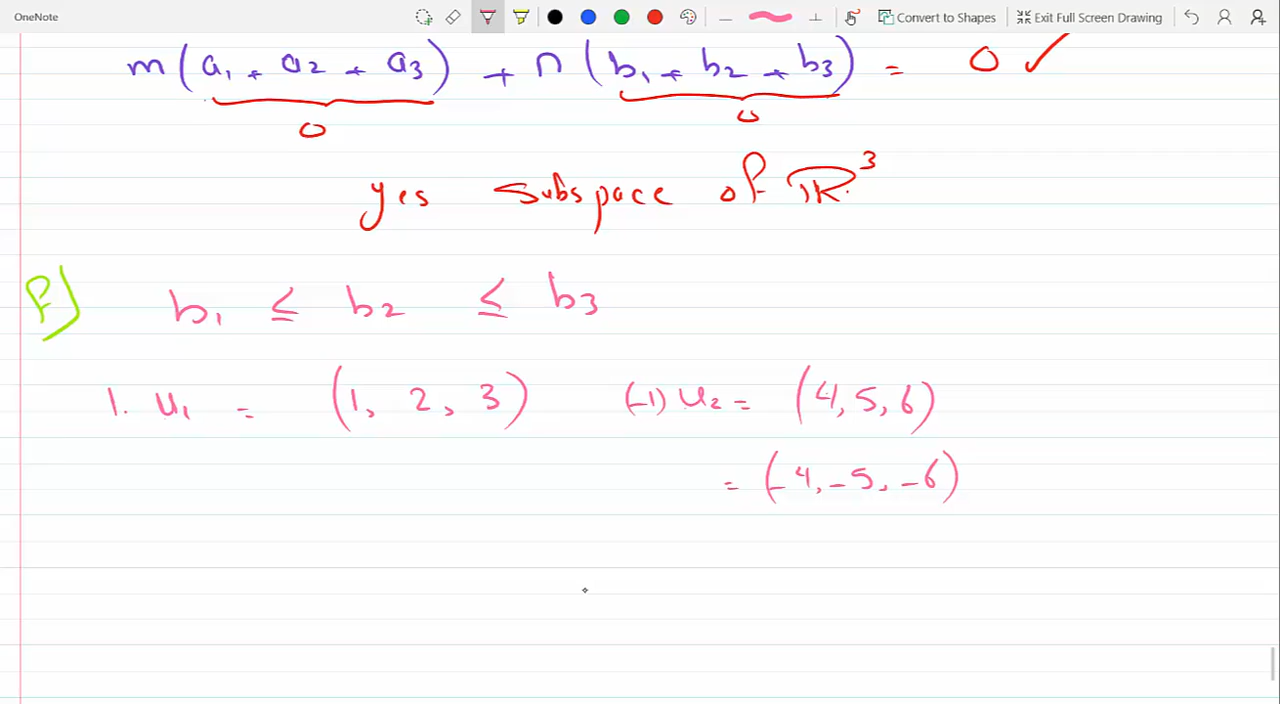 OneNote
Convert to Shapes Exit Full Screen Drawing
m(a1 + a2 + a3) + n(b1 + b2 + b3) = 0 ✓
0 0
yes subspace of ℝ³
F) b1 ≤ b2 ≤ b3
1. u1 = (1, 2, 3) (-1) u2 = (4, 5, 6)
= (-4, -5, -6)